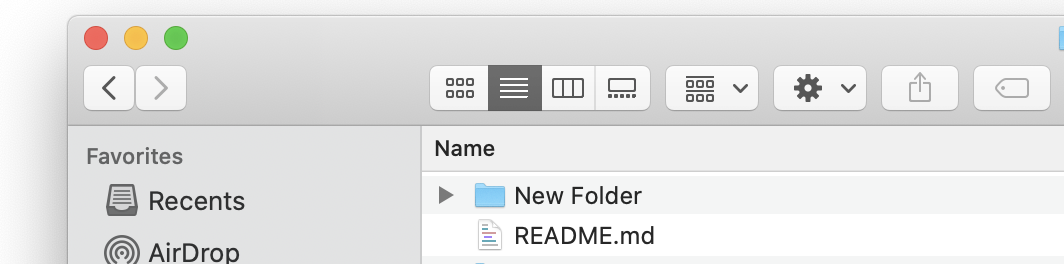 Favorites
Name
Recents
New Folder
AirDrop
README.md